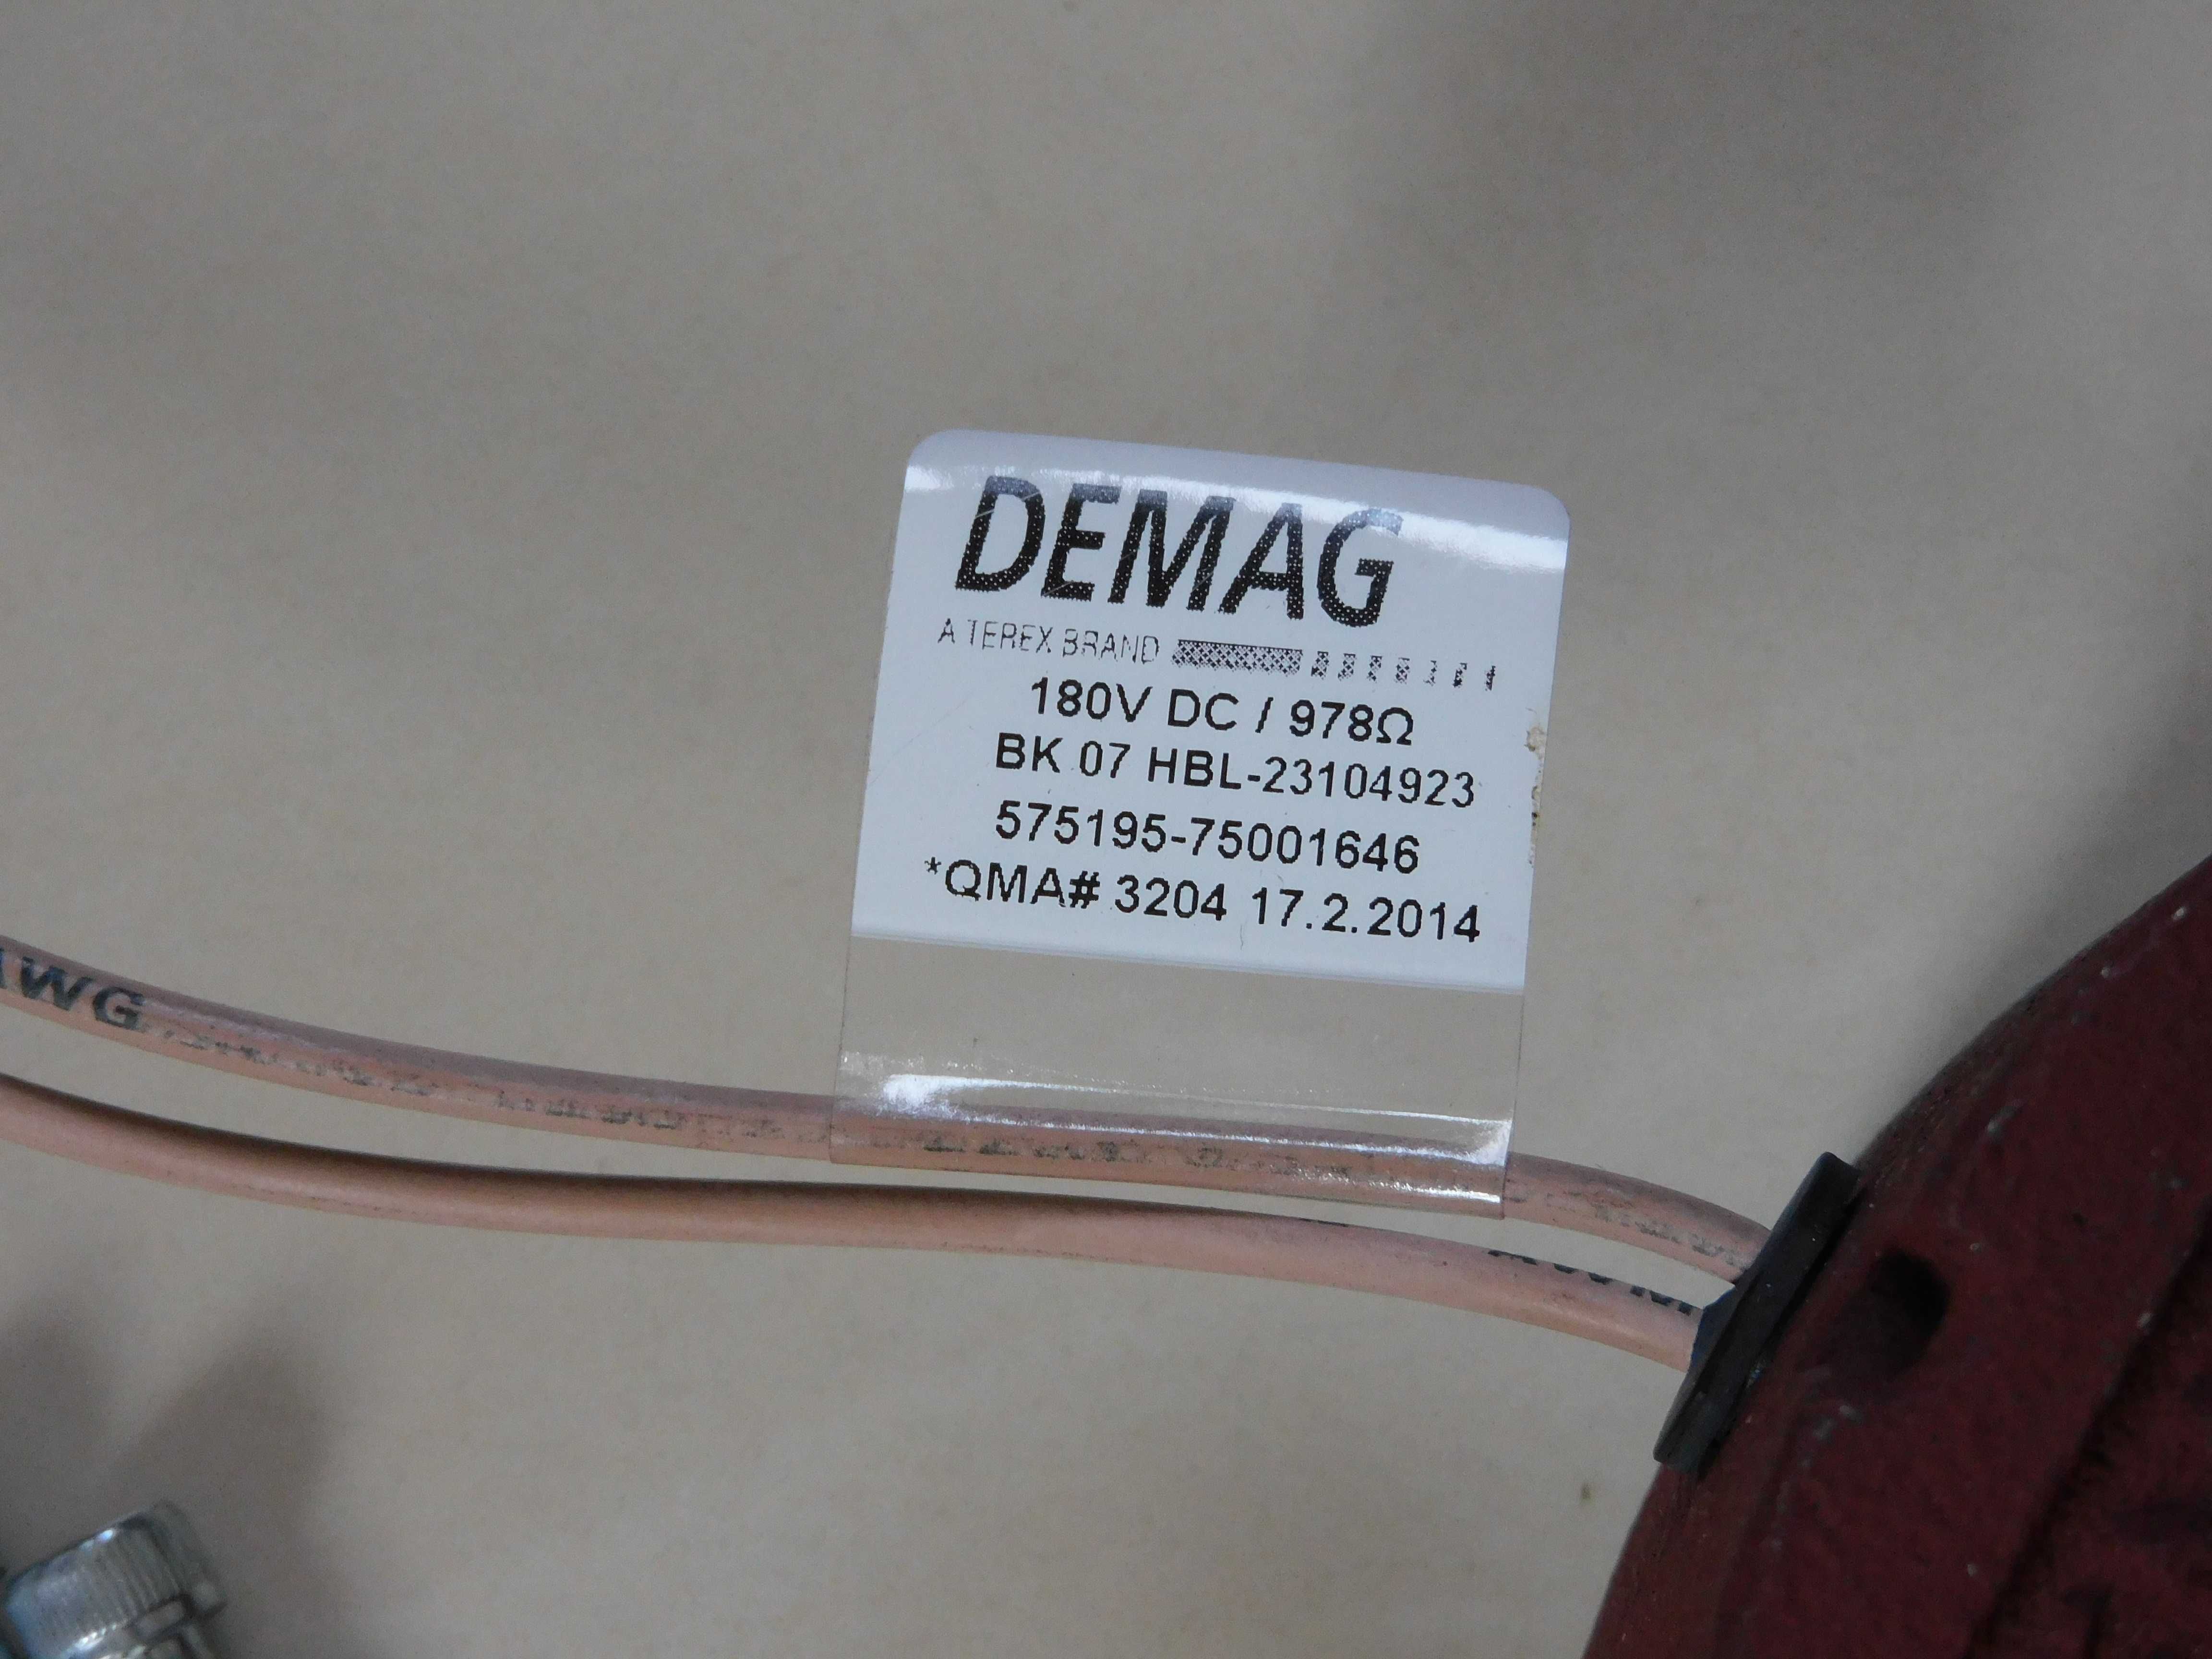 DEMAG
A TEREX BRAND
180V DC / 978Ω
BK 07 HBL-23104923
575195-75001646
*QMA# 3204 17.2.2014
AWG